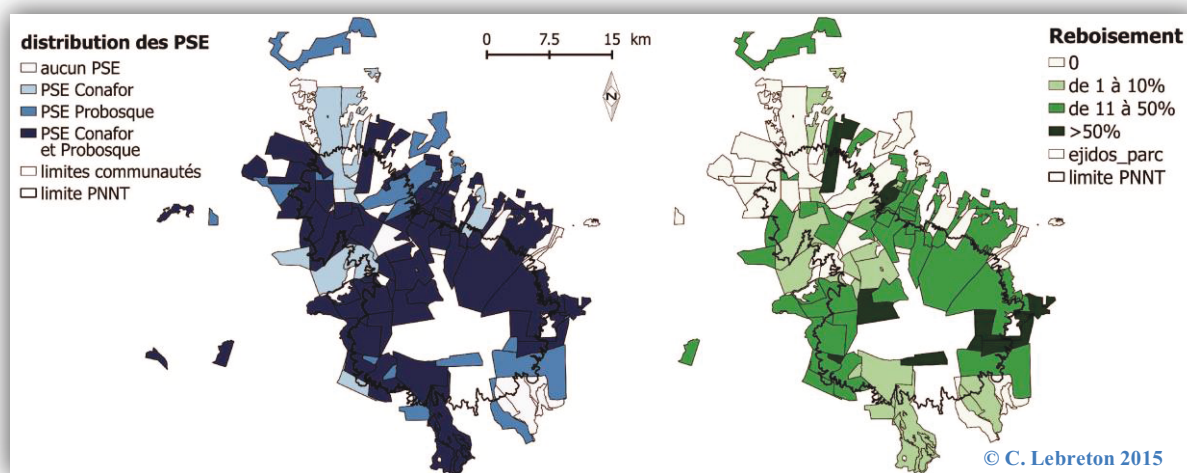 distribution des PSE
aucun PSE
PSE Conafor
PSE Probosque
PSE Conafor
et Probosque
limites communautés
limite PNNT
0 7.5 15 km
N
Reboisement
0
de 1 à 10%
de 11 à 50%
>50%
ejidos_parc
limite PNNT
© C. Lebreton 2015